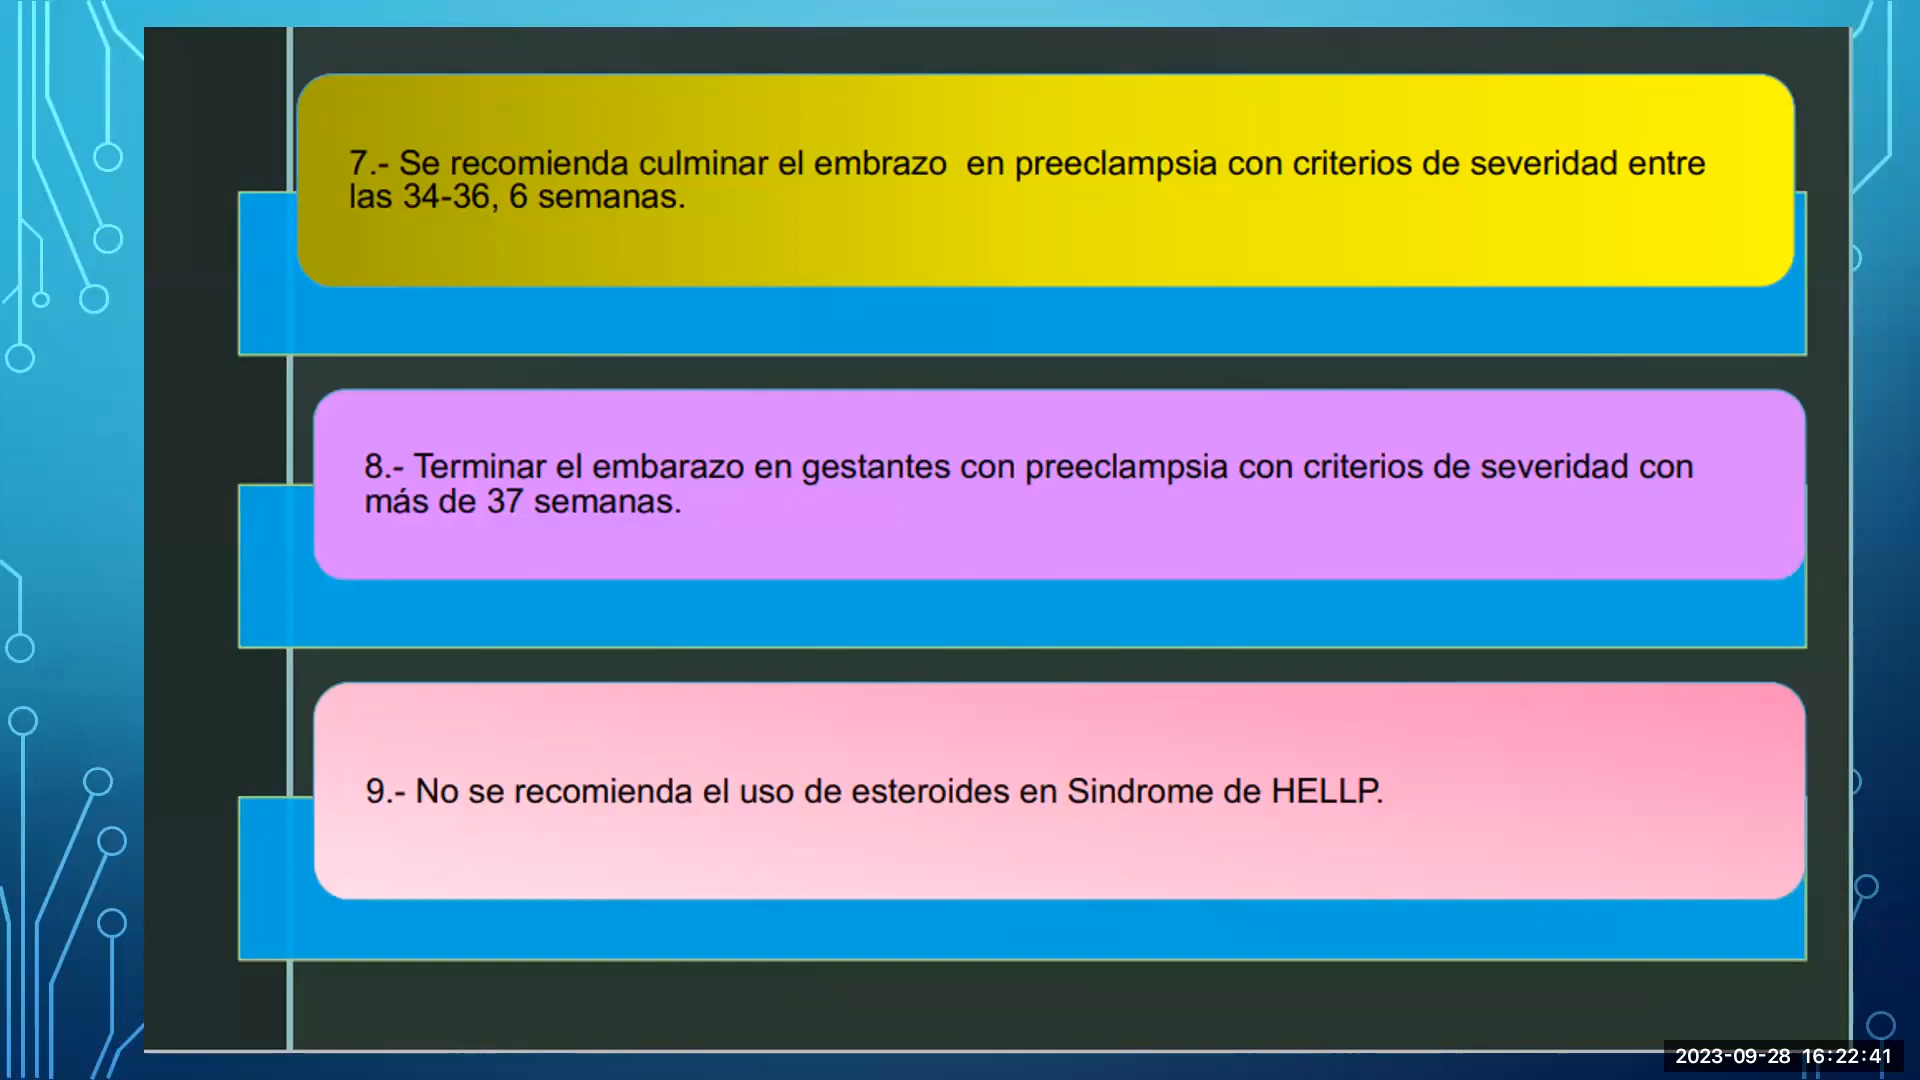 7.- Se recomienda culminar el embrazo  en preeclampsia con criterios de severidad entre
las 34-36, 6 semanas.
8.- Terminar el embarazo en gestantes con preeclampsia con criterios de severidad con
más de 37 semanas.
9.- No se recomienda el uso de esteroides en Sindrome de HELLP.
2023-09-28 16:22:41